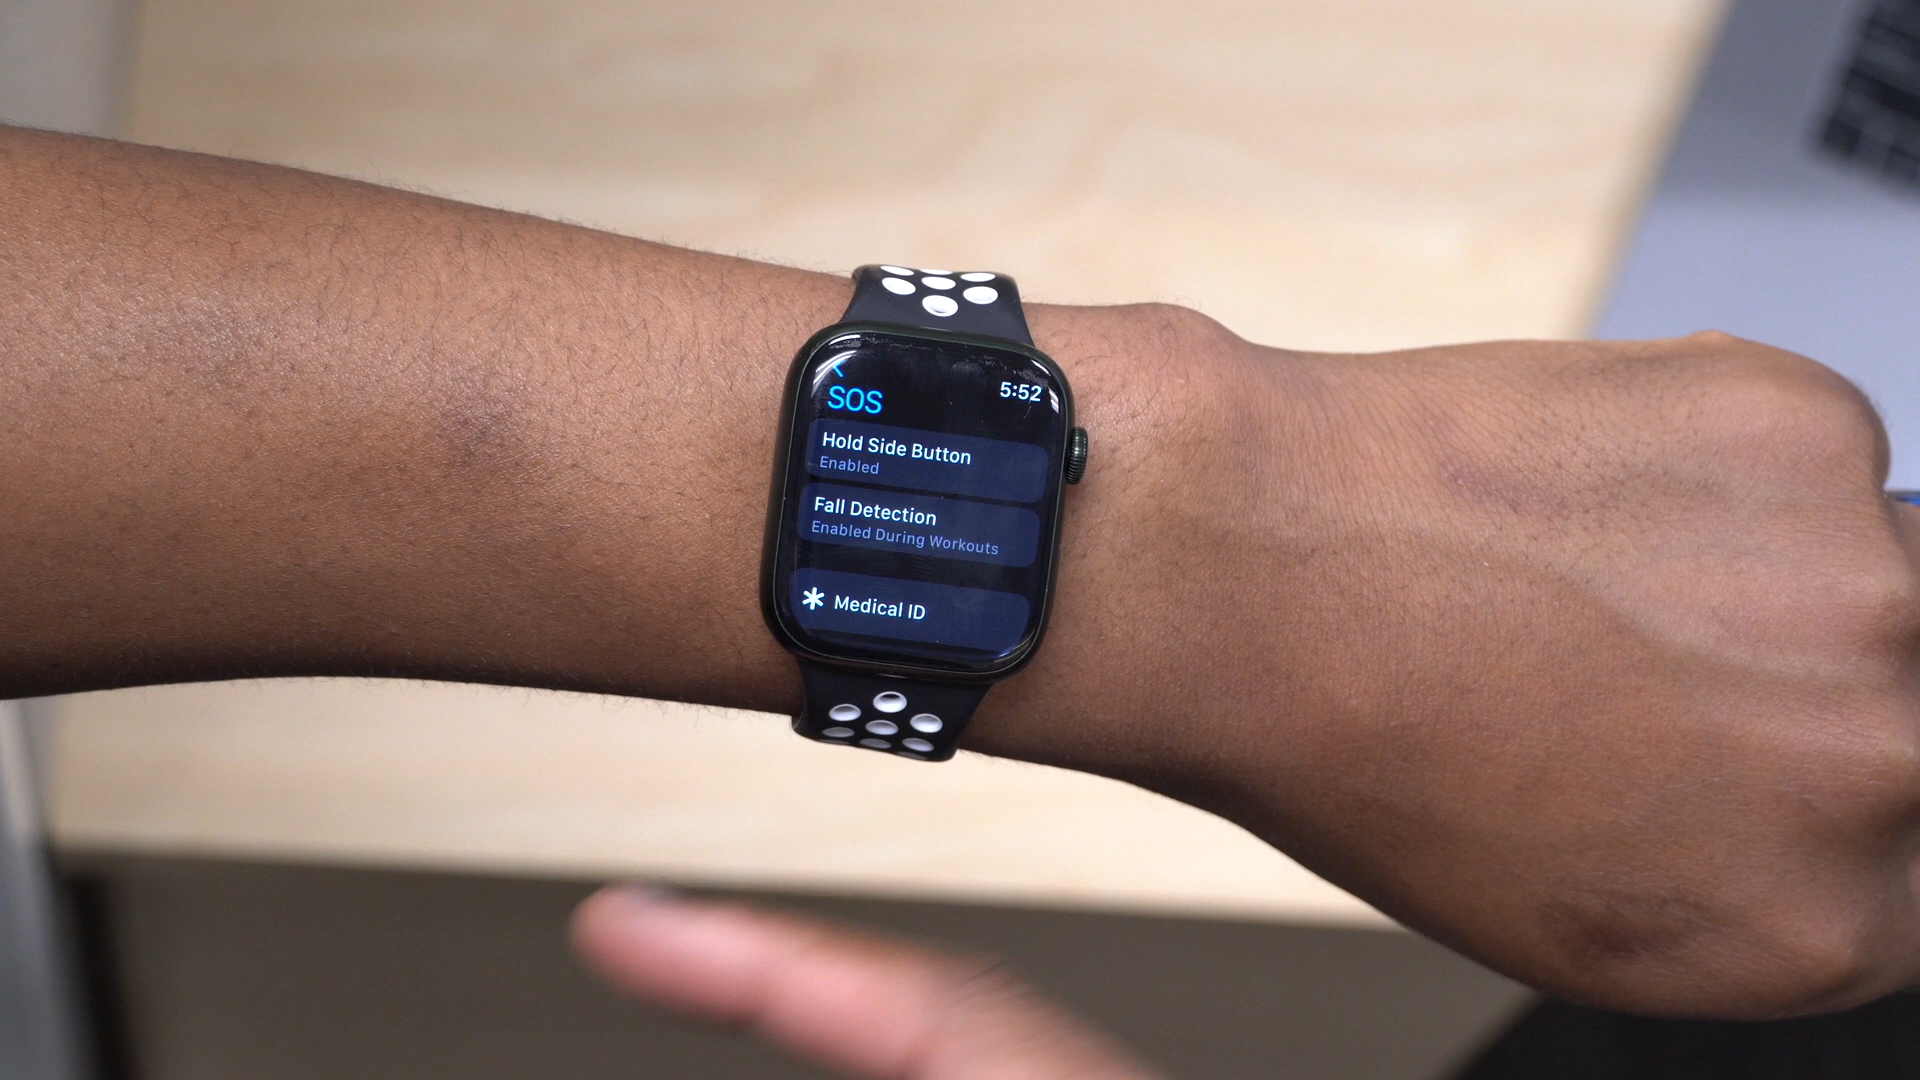 SOS
5:52
Hold Side Button
Enabled
Fall Detection
Enabled During Workouts
Medical ID